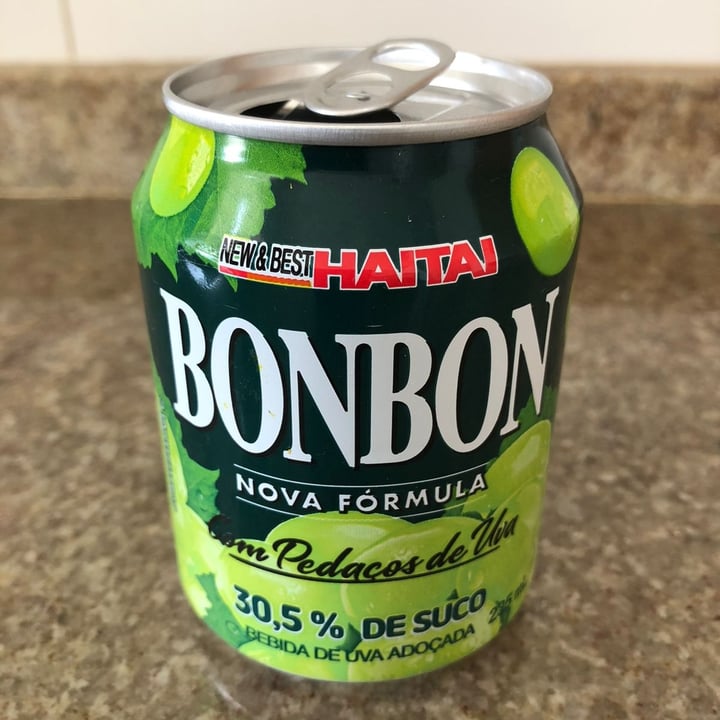 NEW & BEST HAITAI
BONBON
NOVA FÓRMULA
Com Pedaços de Uva
30,5 % DE SUCO
BEBIDA DE UVA ADOÇADA